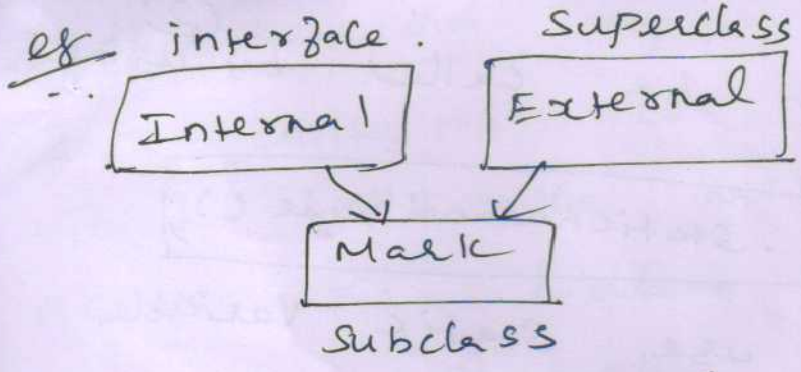 eg interface. Superclass
Internal External
Mark
Subclass